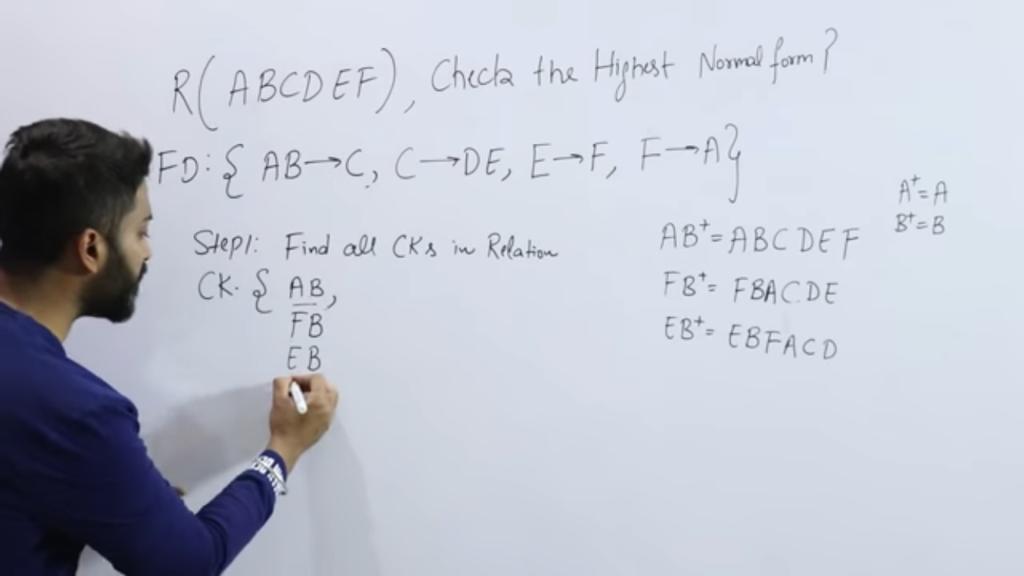 R(ABCDEF), Check the Highest Normal form?
FD: { AB→C, C→DE, E→F, F→A}
A⁺=A
B⁺=B
Step1: Find all CKs in Relation
CK. { AB,
FB
EB
AB⁺=ABCDEF
FB⁺= FBACDE
EB⁺= EBFACD